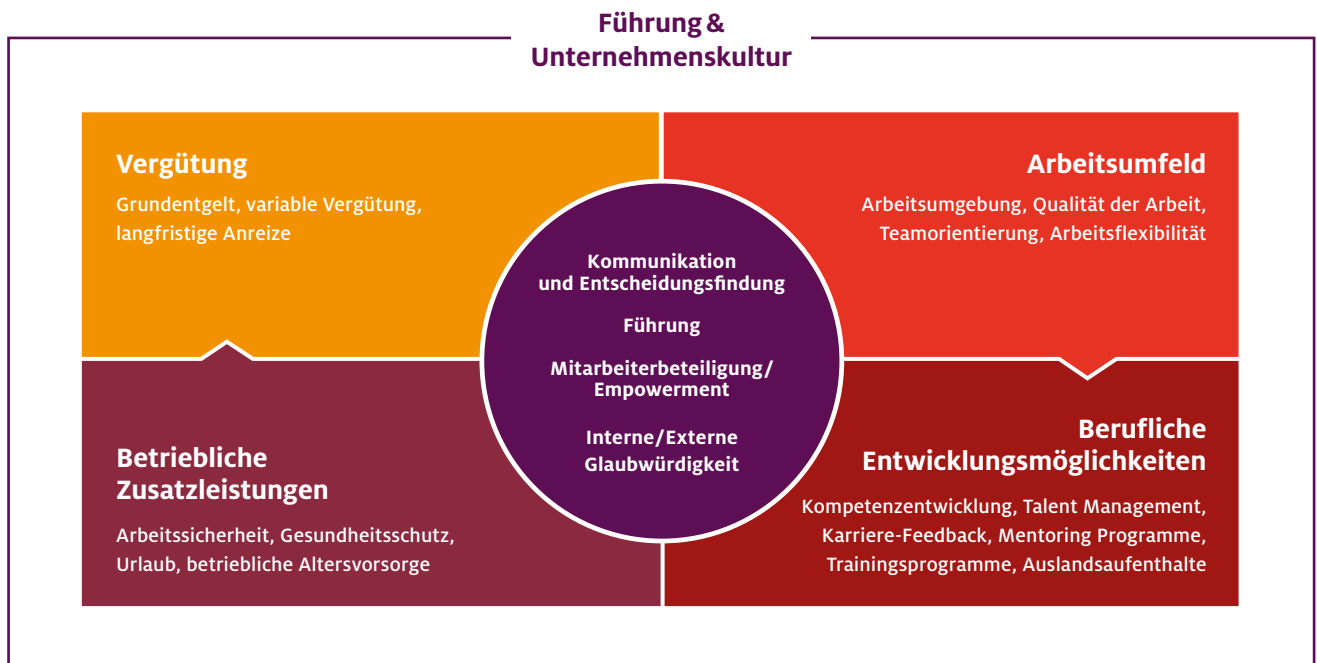 Führung &
Unternehmenskultur
Vergütung
Grundentgelt, variable Vergütung,
langfristige Anreize
Arbeitsumfeld
Arbeitsumgebung, Qualität der Arbeit,
Teamorientierung, Arbeitsflexibilität
Kommunikation
und Entscheidungsfindung
Führung
Mitarbeiterbeteiligung/
Empowerment
Interne/Externe
Glaubwürdigkeit
Betriebliche
Zusatzleistungen
Arbeitssicherheit, Gesundheitsschutz,
Urlaub, betriebliche Altersvorsorge
Berufliche
Entwicklungsmöglichkeiten
Kompetenzentwicklung, Talent Management,
Karriere-Feedback, Mentoring Programme,
Trainingsprogramme, Auslandsaufenthalte